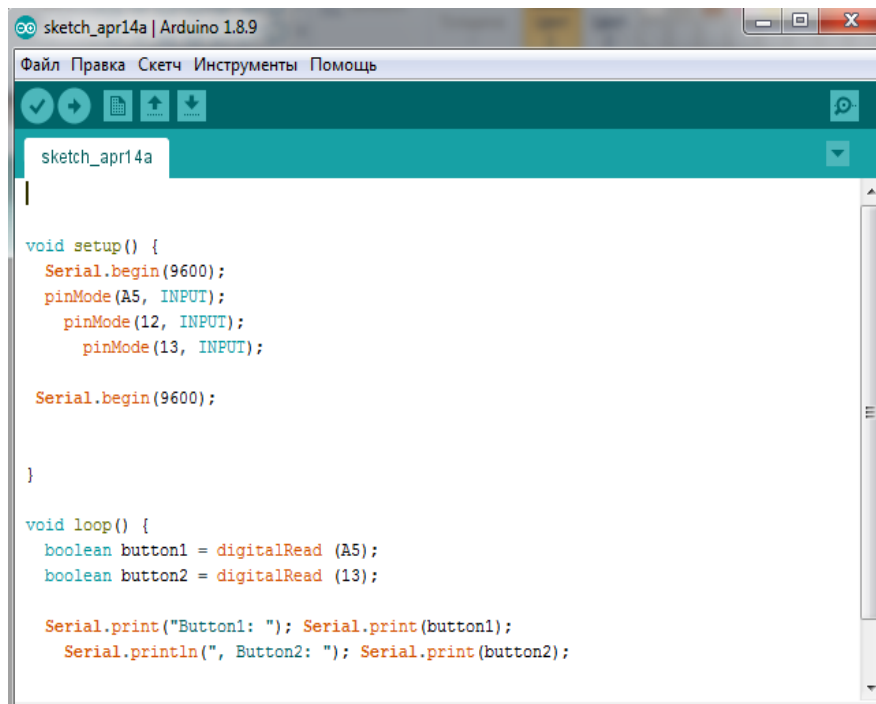 sketch_apr14a | Arduino 1.8.9
Файл Правка Скетч Инструменты Помощь
sketch_apr14a
void setup() {
  Serial.begin(9600);
  pinMode(A5, INPUT);
    pinMode(12, INPUT);
      pinMode(13, INPUT);
 Serial.begin(9600);
}
void loop() {
  boolean button1 = digitalRead (A5);
  boolean button2 = digitalRead (13);
  Serial.print("Button1: "); Serial.print(button1);
    Serial.println(", Button2: "); Serial.print(button2);